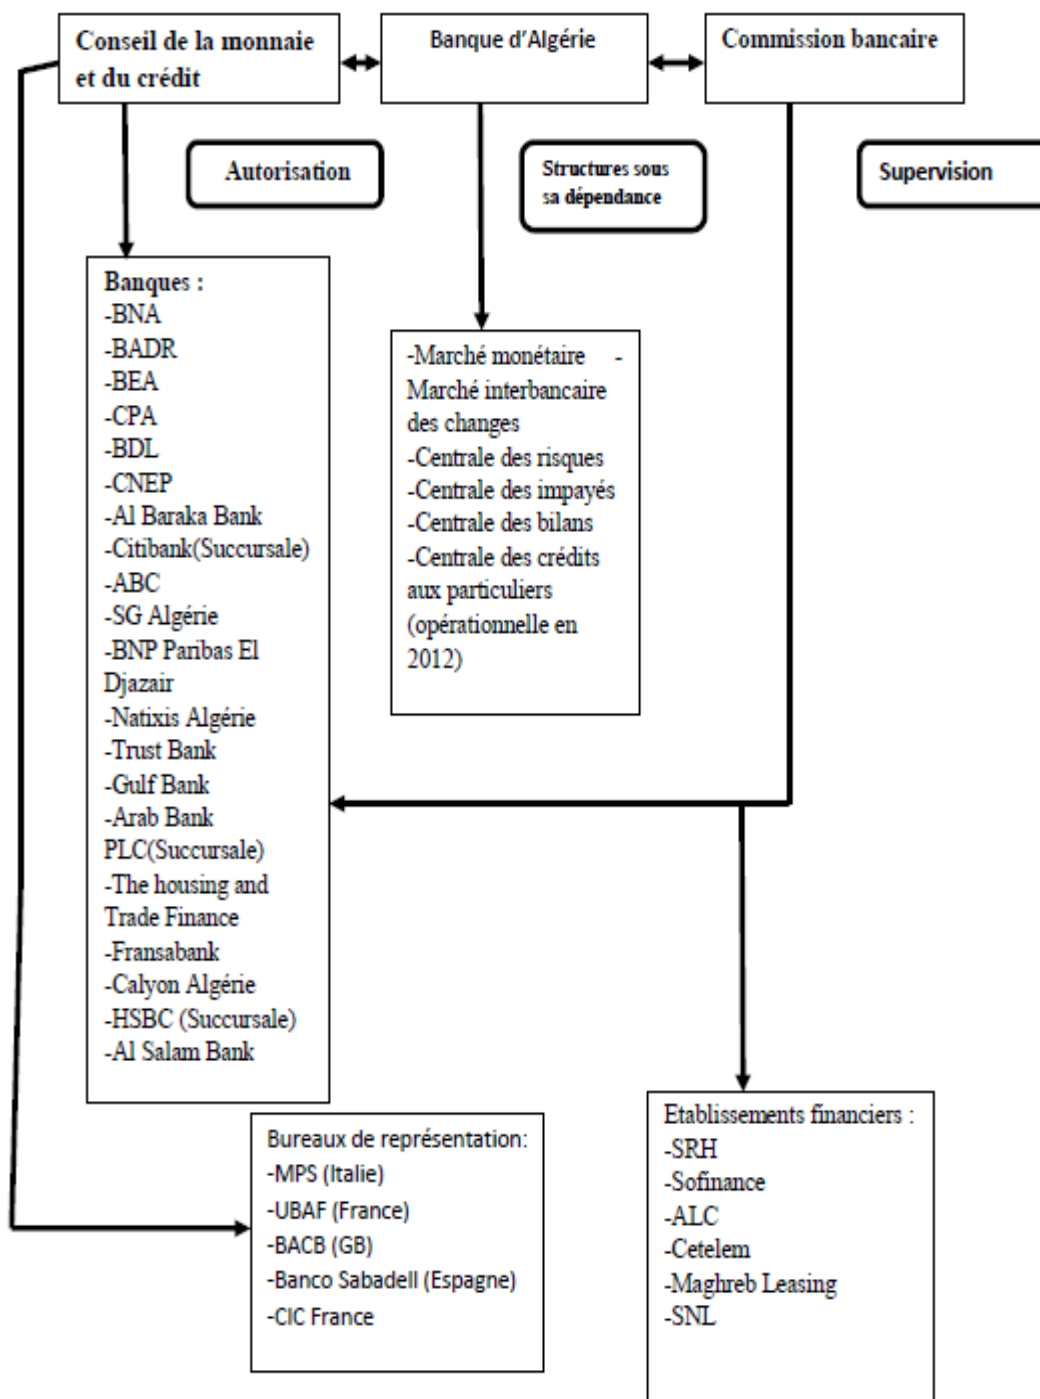 Conseil de la monnaie
et du crédit
Banque d'Algérie
Commission bancaire
Autorisation
Structures sous
sa dépendance
Supervision
Banques :
-BNA
-BADR
-BEA
-CPA
-BDL
-CNEP
-Al Baraka Bank
-Citibank(Succursale)
-ABC
-SG Algérie
-BNP Paribas El
Djazair
-Natixis Algérie
-Trust Bank
-Gulf Bank
-Arab Bank
PLC(Succursale)
-The housing and
Trade Finance
-Fransabank
-Calyon Algérie
-HSBC (Succursale)
-Al Salam Bank
-Marché monétaire -
Marché interbancaire
des changes
-Centrale des risques
-Centrale des impayés
-Centrale des bilans
-Centrale des crédits
aux particuliers
(opérationnelle en
2012)
Bureaux de représentation:
-MPS (Italie)
-UBAF (France)
-BACB (GB)
-Banco Sabadell (Espagne)
-CIC France
Etablissements financiers :
-SRH
-Sofinance
-ALC
-Cetelem
-Maghreb Leasing
-SNL